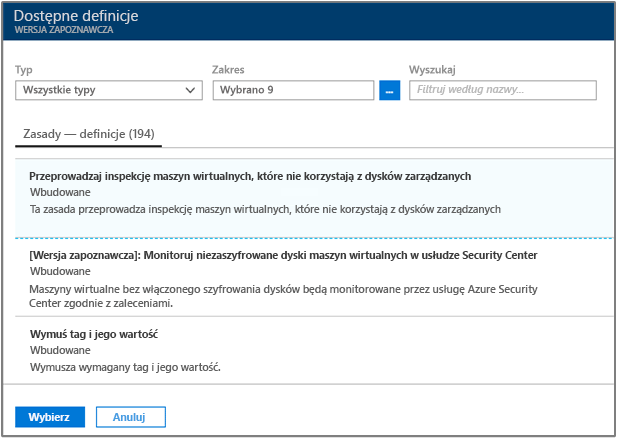 Dostępne definicje
WERSJA ZAPOZNAWCZA
Typ Zakres Wyszukaj
Wszystkie typy Wybrano 9 ... Filtruj według nazwy...
Zasady — definicje (194)
Przeprowadzaj inspekcję maszyn wirtualnych, które nie korzystają z dysków zarządzanych
Wbudowane
Ta zasada przeprowadza inspekcję maszyn wirtualnych, które nie korzystają z dysków zarządzanych
[Wersja zapoznawcza]: Monitoruj niezaszyfrowane dyski maszyn wirtualnych w usłudze Security Center
Wbudowane
Maszyny wirtualne bez włączonego szyfrowania dysków będą monitorowane przez usługę Azure Security
Center zgodnie z zaleceniami.
Wymuś tag i jego wartość
Wbudowane
Wymusza wymagany tag i jego wartość.
Wybierz Anuluj